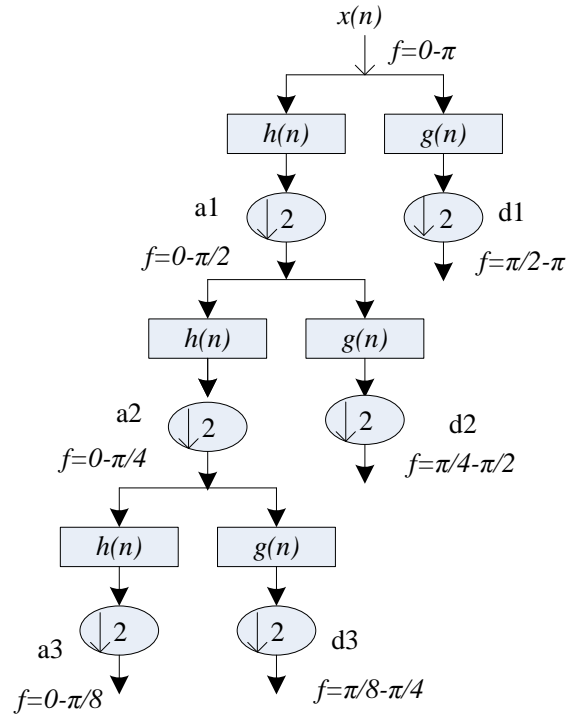 x(n)
f=0-π
h(n)
g(n)
a1
2
2
d1
f=0-π/2
f=π/2-π
h(n)
g(n)
a2
2
2
d2
f=0-π/4
f=π/4-π/2
h(n)
g(n)
a3
2
2
d3
f=0-π/8
f=π/8-π/4